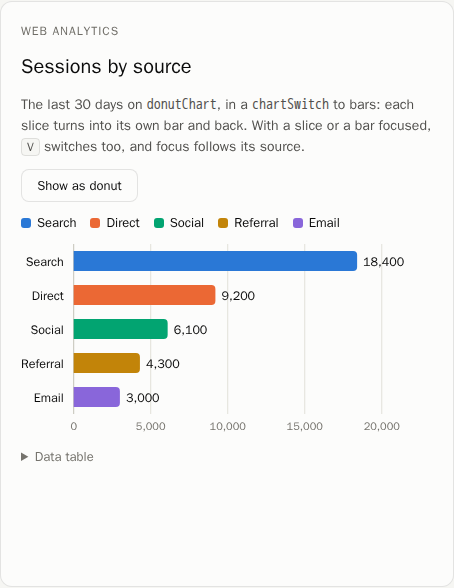 WEB ANALYTICS
Sessions by source
The last 30 days on donutChart, in a chartSwitch to bars: each
slice turns into its own bar and back. With a slice or a bar focused,
V switches too, and focus follows its source.
Show as donut
Search Direct Social Referral Email
Search 18,400
Direct 9,200
Social 6,100
Referral 4,300
Email 3,000
0 5,000 10,000 15,000 20,000
Data table